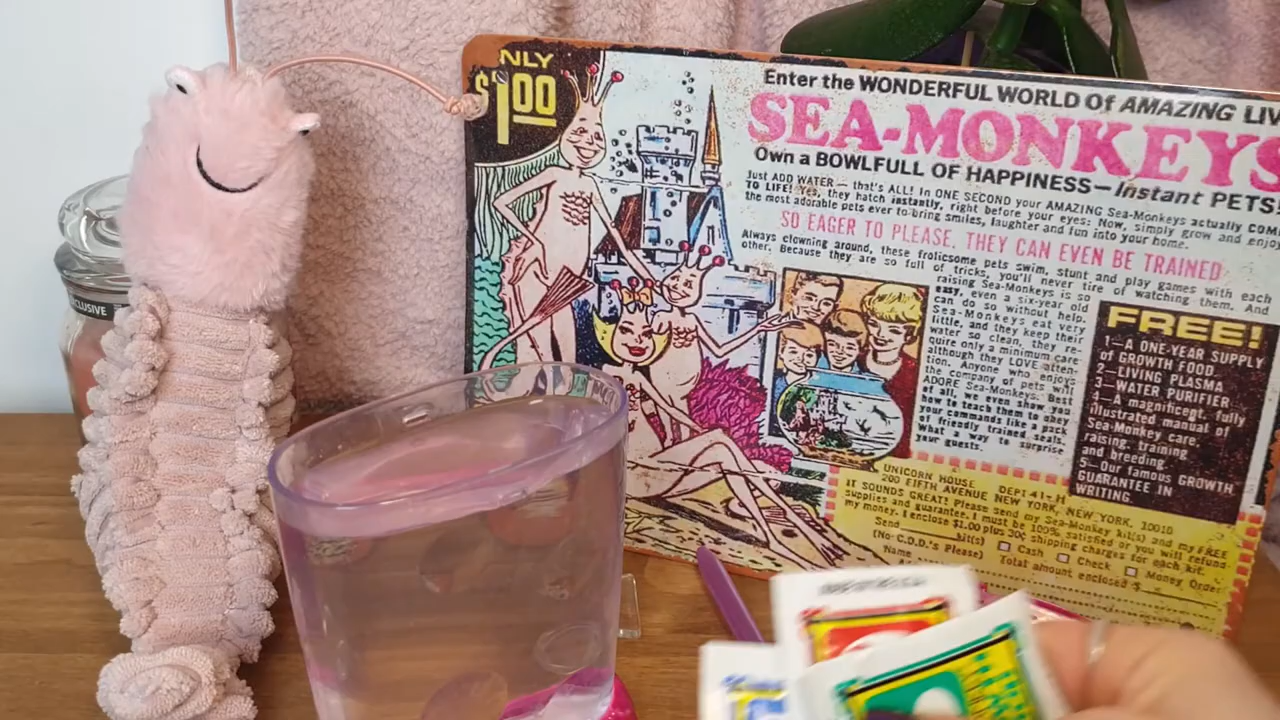 NLY
$1.00
Enter the WONDERFUL WORLD Of AMAZING LIV
SEA-MONKEYS
Own a BOWLFULL OF HAPPINESS—Instant PETS!
Just ADD WATER — that's ALL! In ONE SECOND your AMAZING Sea-Monkeys actually COM
TO LIFE! Yes, they hatch instantly, right before your eyes! Now, simply grow and enjoy
the most adorable pets ever to bring smiles, laughter and fun into your home.
SO EAGER TO PLEASE, THEY CAN EVEN BE TRAINED
Always clowning around, these frolicsome pets swim, stunt and play games with each
other. Because they are so full of tricks, you'll never tire of watching them. And
raising Sea-Monkeys is so
easy, even a six-year old
can do so without help.
Sea-Monkeys eat very
little, and they keep their
water so clean, they re-
quire only a minimum care
although they LOVE atten-
tion. Anyone who enjoys
the company of pets will
ADORE Sea-Monkeys. Best
of all, we even show you
how to teach them to obey
your commands like a pack
of friendly trained seals.
What a way to surprise
your guests.
FREE!
1—A ONE-YEAR SUPPLY
of GROWTH FOOD
2—LIVING PLASMA
3—WATER PURIFIER
4—A magnificent, fully
illustrated manual of
Sea-Monkey care,
raising, training
and breeding.
5—Our famous GROWTH
GUARANTEE IN
WRITING.
UNICORN HOUSE DEPT 41-H
200 FIFTH AVENUE NEW YORK, NEW YORK, 10010
IT SOUNDS GREAT! Please send my Sea-Monkey kit(s) and my FREE
supplies and guarantee. I must be 100% satisfied or you will refund
my money. I enclose $1.00 plus 30¢ shipping charges for each kit.
Send kit(s) Cash Check Money Order
(No C.D.D.'s Please) Total amount enclosed $
Name
CLUSIVE